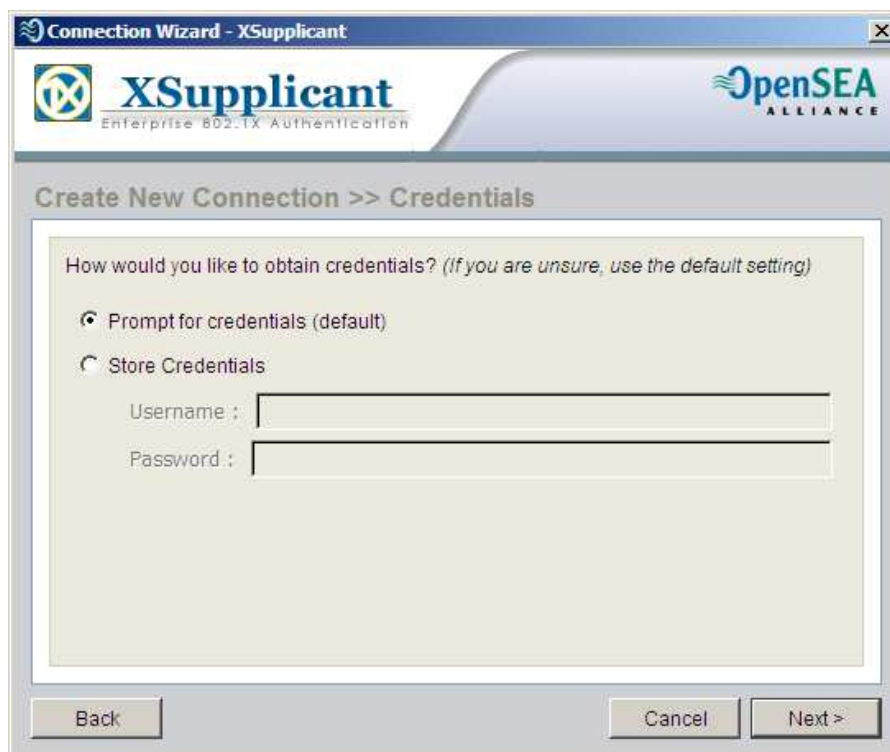 Connection Wizard - XSupplicant
1X XSupplicant
Enterprise 802.1X Authentication
OpenSEA
ALLIANCE
Create New Connection >> Credentials
How would you like to obtain credentials? (If you are unsure, use the default setting)
Prompt for credentials (default)
Store Credentials
Username :
Password :
Back
Cancel
Next >